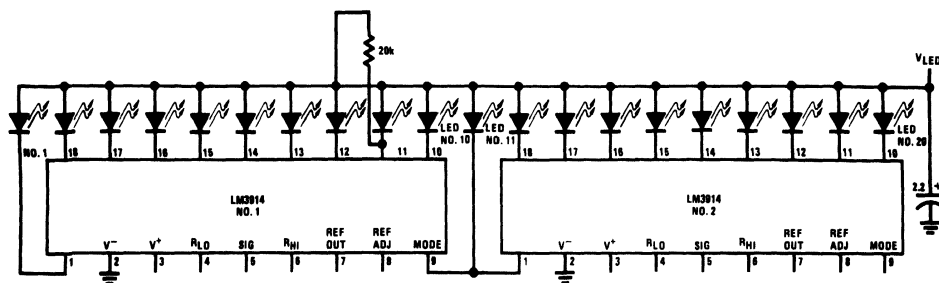 20k
VLED
NO. 1
LED NO. 10
LED NO. 11
LED NO. 20
18 17 16 15 14 13 12 11 10
18 17 16 15 14 13 12 11 10
2.2 +
LM3914
NO. 1
LM3914
NO. 2
V− V+ RLO SIG RHI REF OUT REF ADJ MODE
1 2 3 4 5 6 7 8 9
V− V+ RLO SIG RHI REF OUT REF ADJ MODE
1 2 3 4 5 6 7 8 9